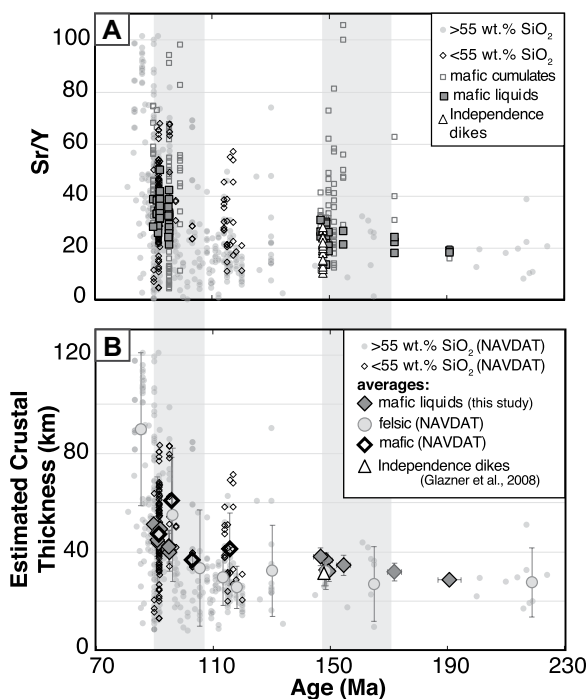 A
100
80
60
40
20
0
Sr/Y
>55 wt.% SiO2
<55 wt.% SiO2
mafic cumulates
mafic liquids
Independence
dikes
B
120
80
40
0
Estimated Crustal
Thickness (km)
>55 wt.% SiO2 (NAVDAT)
<55 wt.% SiO2 (NAVDAT)
averages:
mafic liquids (this study)
felsic (NAVDAT)
mafic (NAVDAT)
Independence dikes
(Glazner et al., 2008)
70 110 150 190 230
Age (Ma)